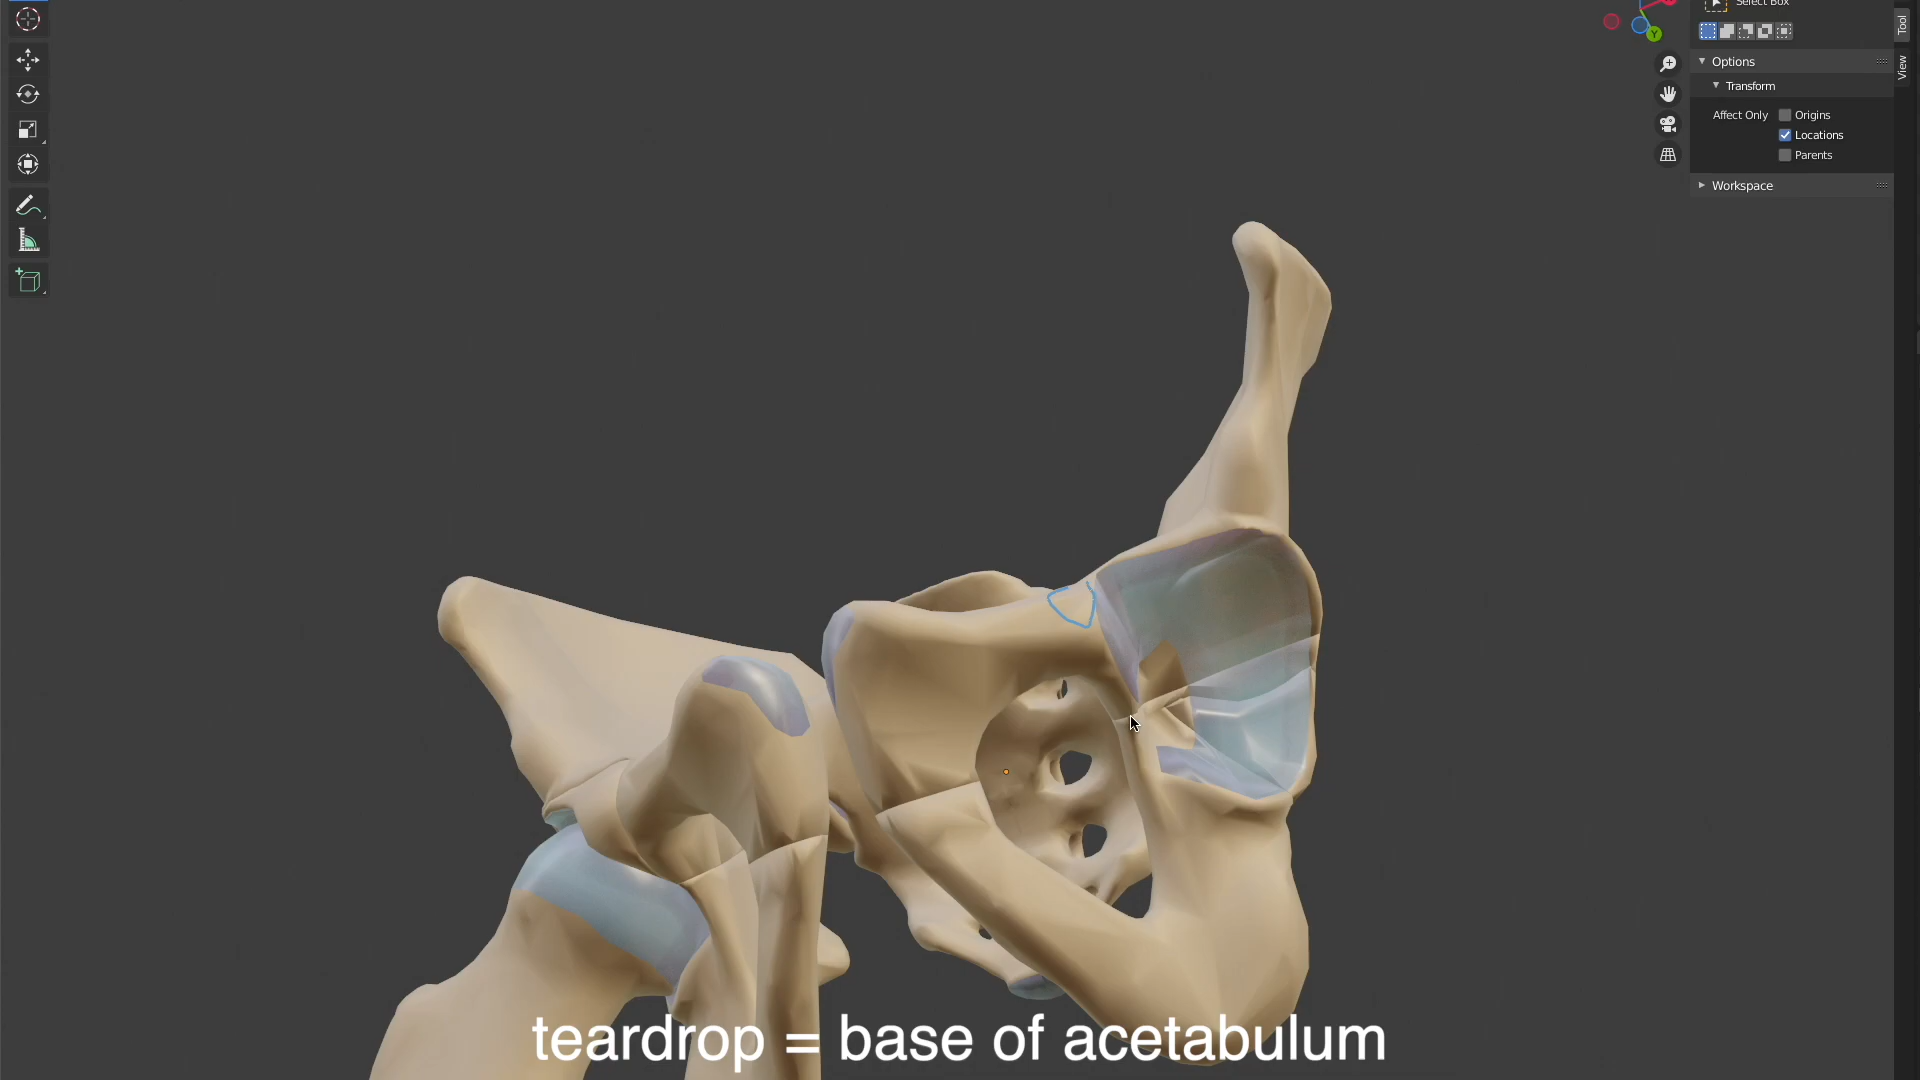 Select Box
Tool
Options
View
Transform
Affect Only Origins
Locations
Parents
Workspace
Y
teardrop = base of acetabulum